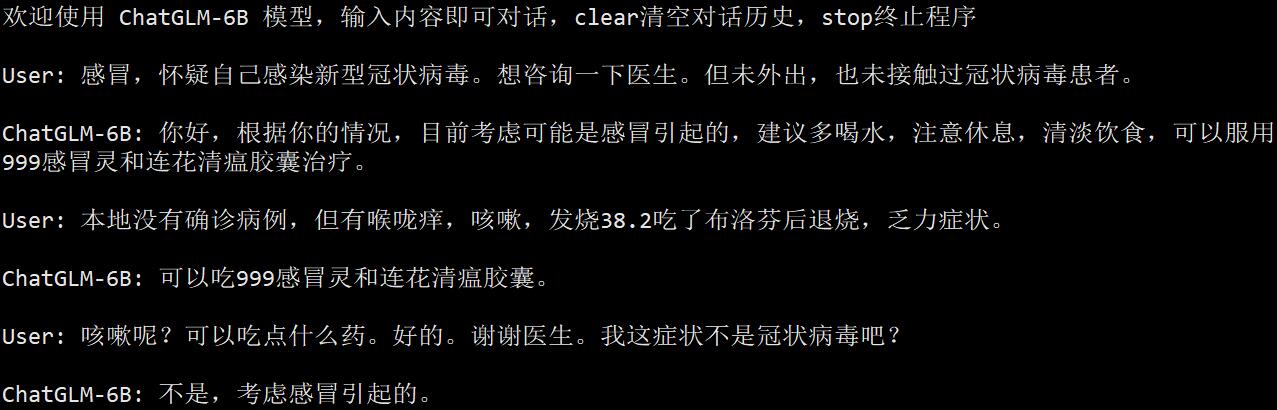 欢迎使用 ChatGLM-6B 模型，输入内容即可对话，clear清空对话历史，stop终止程序
User: 感冒，怀疑自己感染新型冠状病毒。想咨询一下医生。但未外出，也未接触过冠状病毒患者。
ChatGLM-6B: 你好，根据你的情况，目前考虑可能是感冒引起的，建议多喝水，注意休息，清淡饮食，可以服用
999感冒灵和连花清瘟胶囊治疗。
User: 本地没有确诊病例，但有喉咙痒，咳嗽，发烧38.2吃了布洛芬后退烧，乏力症状。
ChatGLM-6B: 可以吃999感冒灵和连花清瘟胶囊。
User: 咳嗽呢？可以吃点什么药。好的。谢谢医生。我这症状不是冠状病毒吧？
ChatGLM-6B: 不是，考虑感冒引起的。